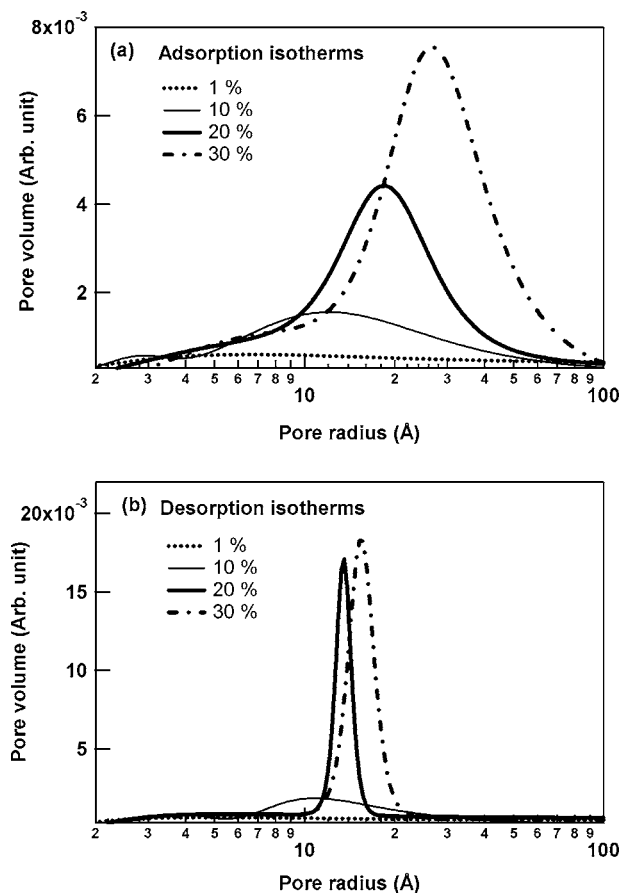 8x10⁻³
(a) Adsorption isotherms
1 %
10 %
20 %
30 %
6
4
2
Pore volume (Arb. unit)
2 3 4 5 6 7 8 9 10 2 3 4 5 6 7 8 9 100
Pore radius (Å)
20x10⁻³
(b) Desorption isotherms
1 %
10 %
20 %
30 %
15
10
5
Pore volume (Arb. unit)
2 3 4 5 6 7 8 9 10 2 3 4 5 6 7 8 9 100
Pore radius (Å)